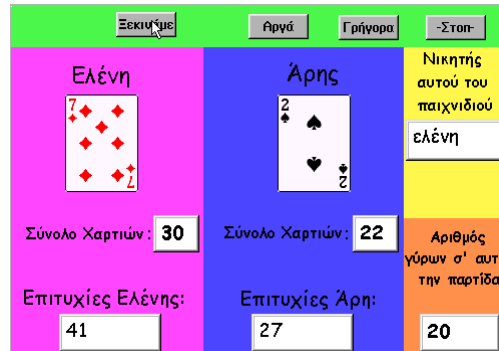 Ξεκινάμε Αργά Γρήγορα -Στοπ-
Ελένη
7
7
Σύνολο Χαρτιών: 30
Επιτυχίες Ελένης:
41
Άρης
2
2
Σύνολο Χαρτιών: 22
Επιτυχίες Άρη:
27
Νικητής
αυτού του
παιχνιδιού
ελένη
Αριθμός
γύρων σ' αυτ
την παρτίδα
20